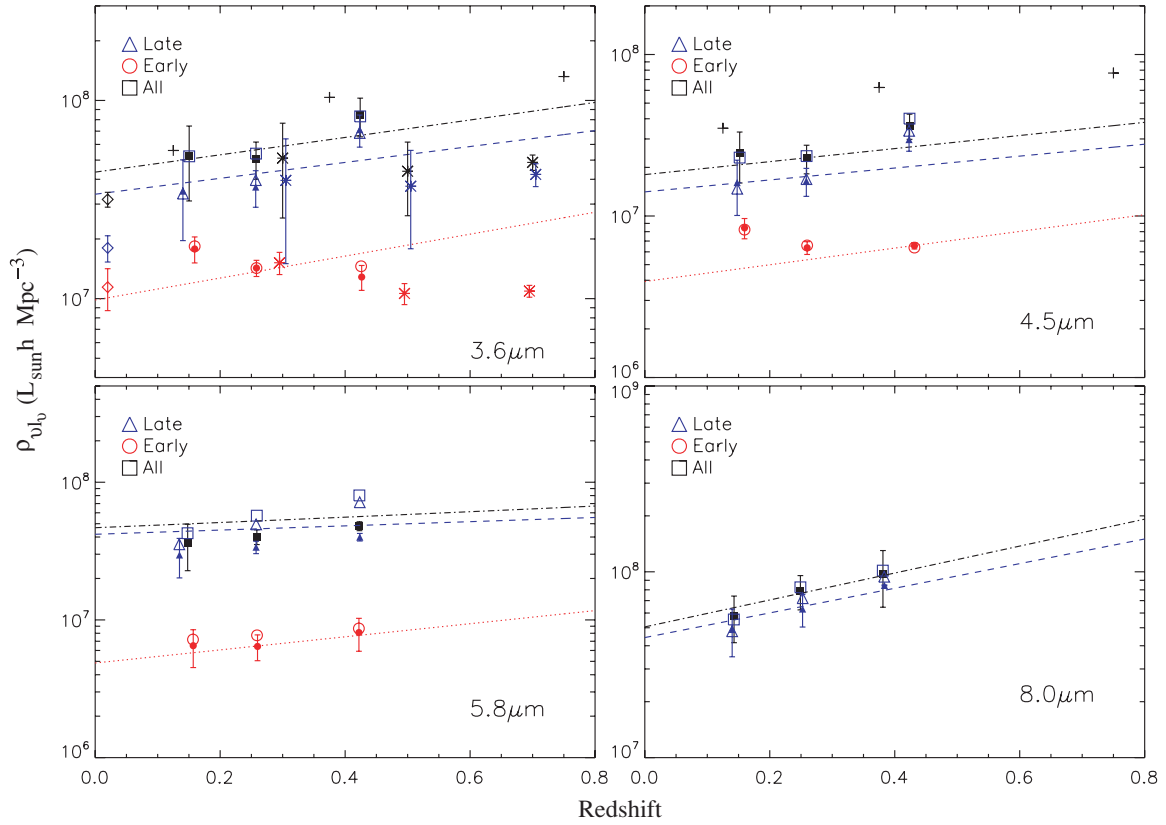 Late
Early
All
10⁸
10⁷
3.6μm
Late
Early
All
10⁸
10⁷
10⁶
4.5μm
ρνlν (Lsun h Mpc⁻³)
Late
Early
All
10⁸
10⁷
10⁶
5.8μm
0.0 0.2 0.4 0.6 0.8
Late
Early
All
10⁹
10⁸
10⁷
8.0μm
0.0 0.2 0.4 0.6 0.8
Redshift